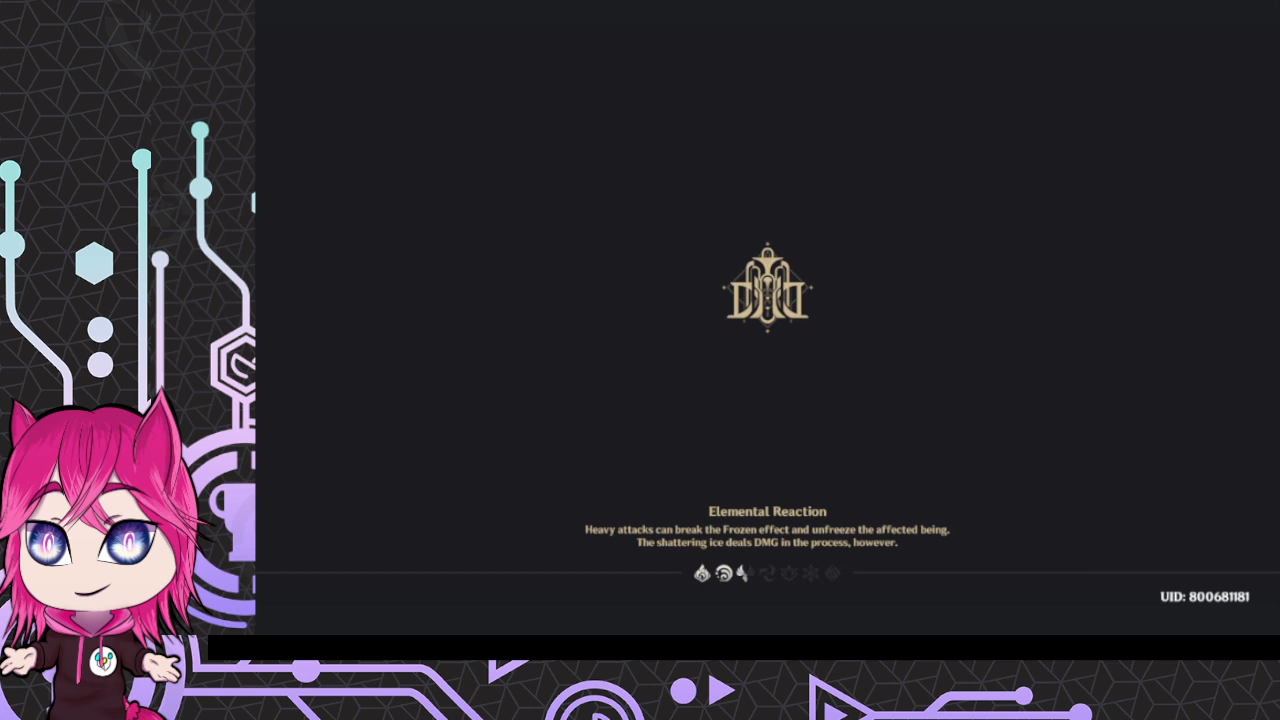 Elemental Reaction
Heavy attacks can break the Frozen effect and unfreeze the affected being.
The shattering ice deals DMG in the process, however.
UID: 800681181